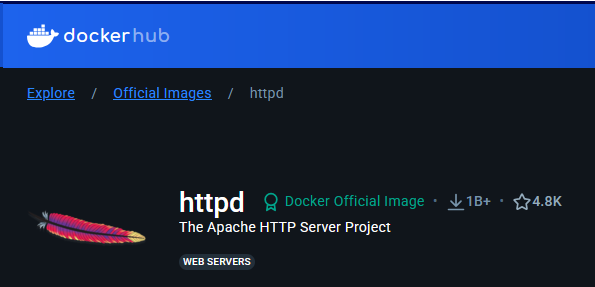 dockerhub
Explore / Official Images / httpd
httpd Docker Official Image • 1B+ • 4.8K
The Apache HTTP Server Project
WEB SERVERS